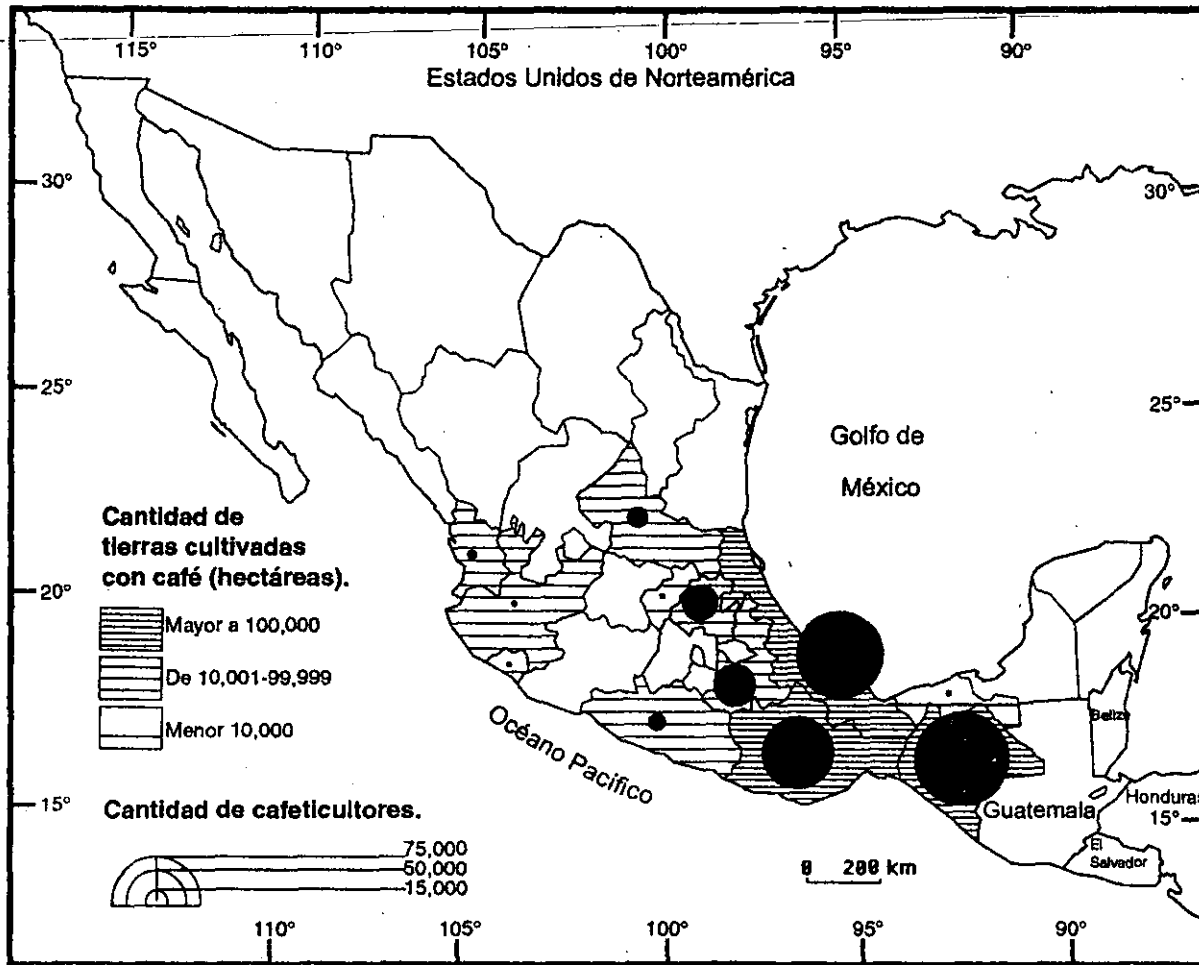 115° 110° 105° 100° 95° 90°
Estados Unidos de Norteamérica
30° 30°
25° 25°
Golfo de
México
Cantidad de
tierras cultivadas
con café (hectáreas).
Mayor a 100,000
De 10,001-99,999
Menor 10,000
20° 20°
Océano Pacífico
Belize
Guatemala
Honduras
15° 15°
El
Salvador
Cantidad de cafeticultores.
75,000
50,000
15,000
0 200 km
110° 105° 100° 95° 90°